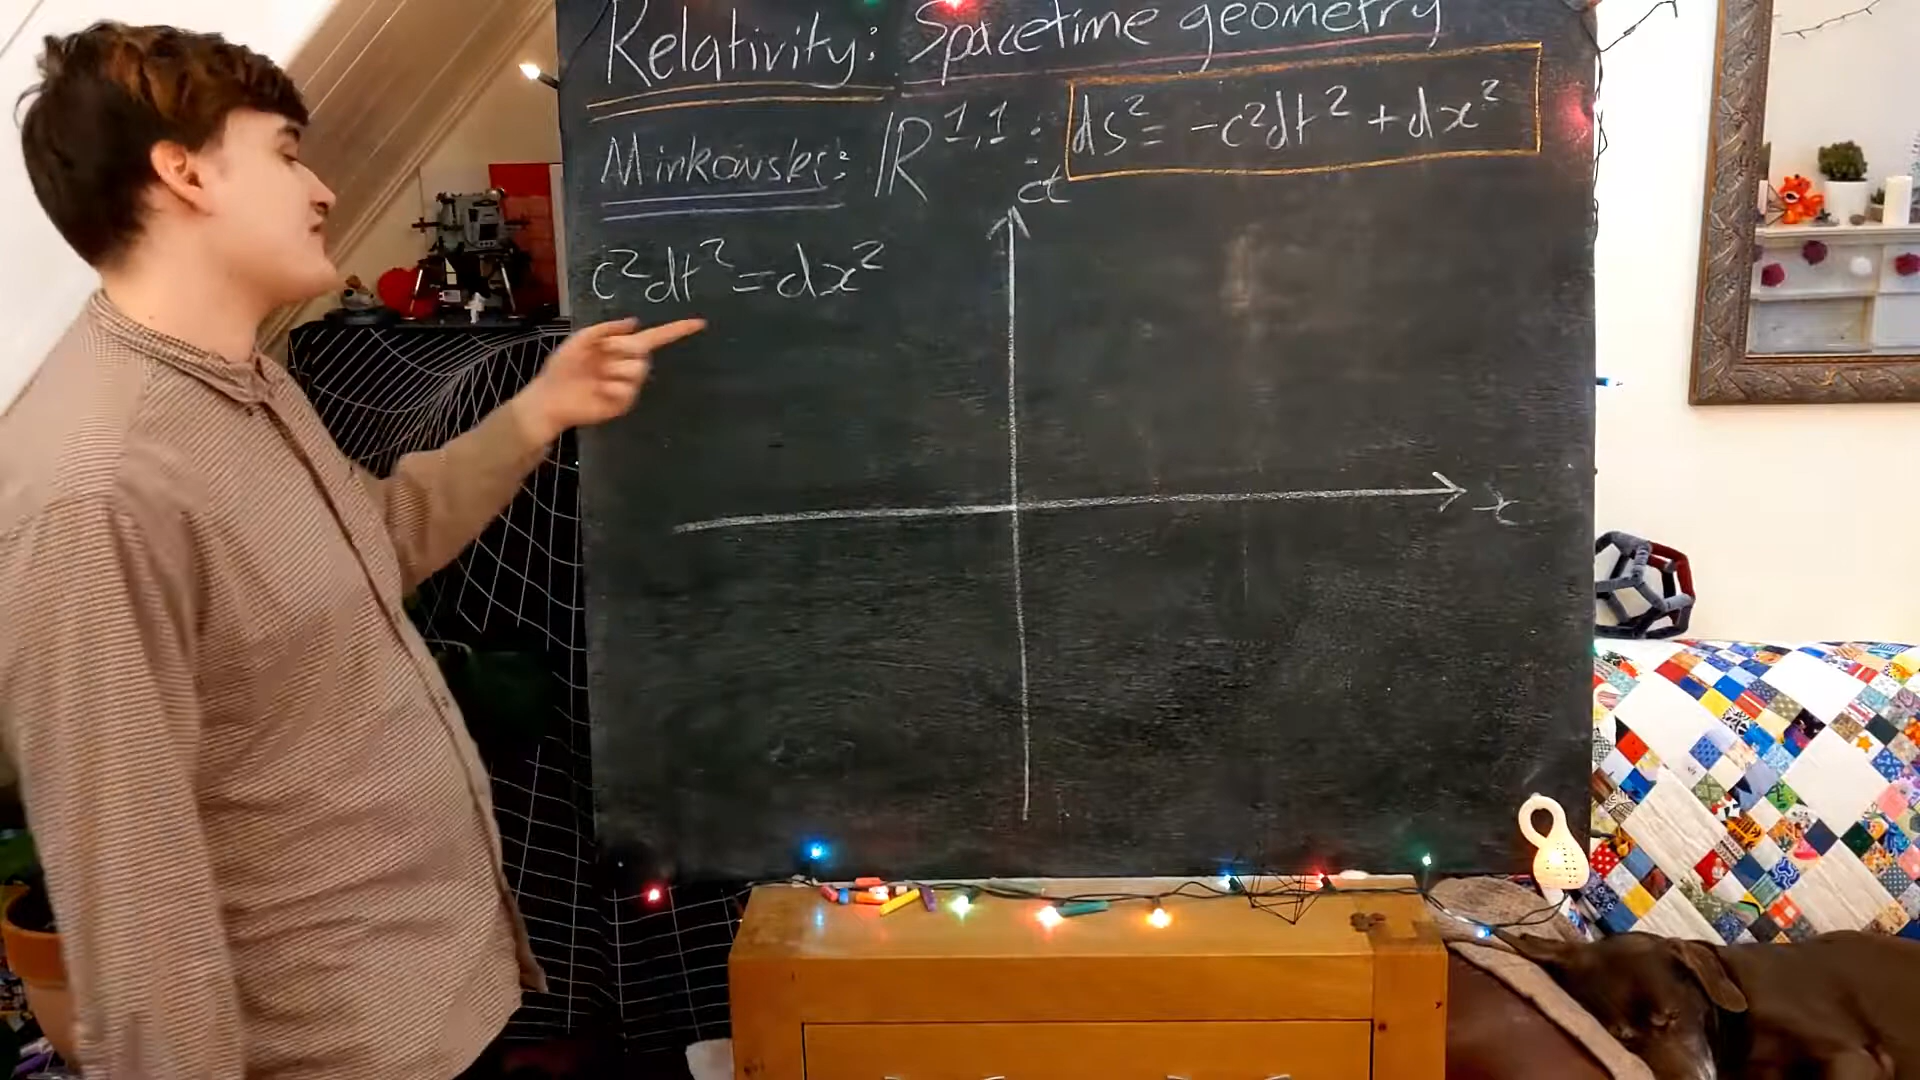 Relativity: Spacetime geometry
Minkowski: ℝ^1,1 : ds² = -c²dt² + dx²
ct
c²dt² = dx²
x